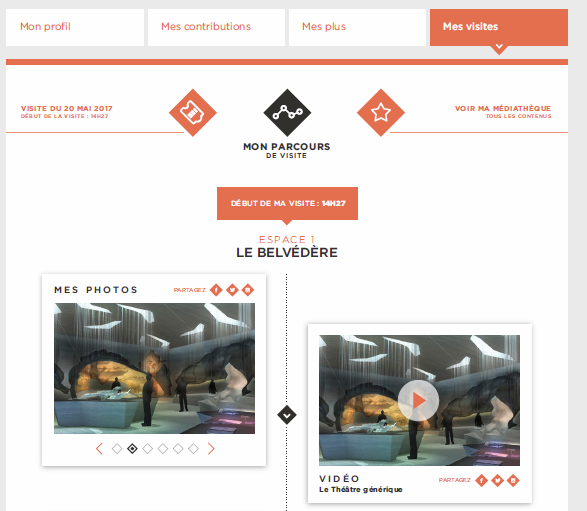 Mon profil
Mes contributions
Mes plus
Mes visites
VISITE DU 20 MAI 2017
DÉBUT DE LA VISITE : 14H27
VOIR MA MÉDIATHÈQUE
TOUS LES CONTENUS
MON PARCOURS
DE VISITE
DÉBUT DE MA VISITE : 14H27
ESPACE 1
LE BELVÉDÈRE
MES PHOTOS
PARTAGEZ
VIDÉO
Le Théâtre générique
PARTAGEZ